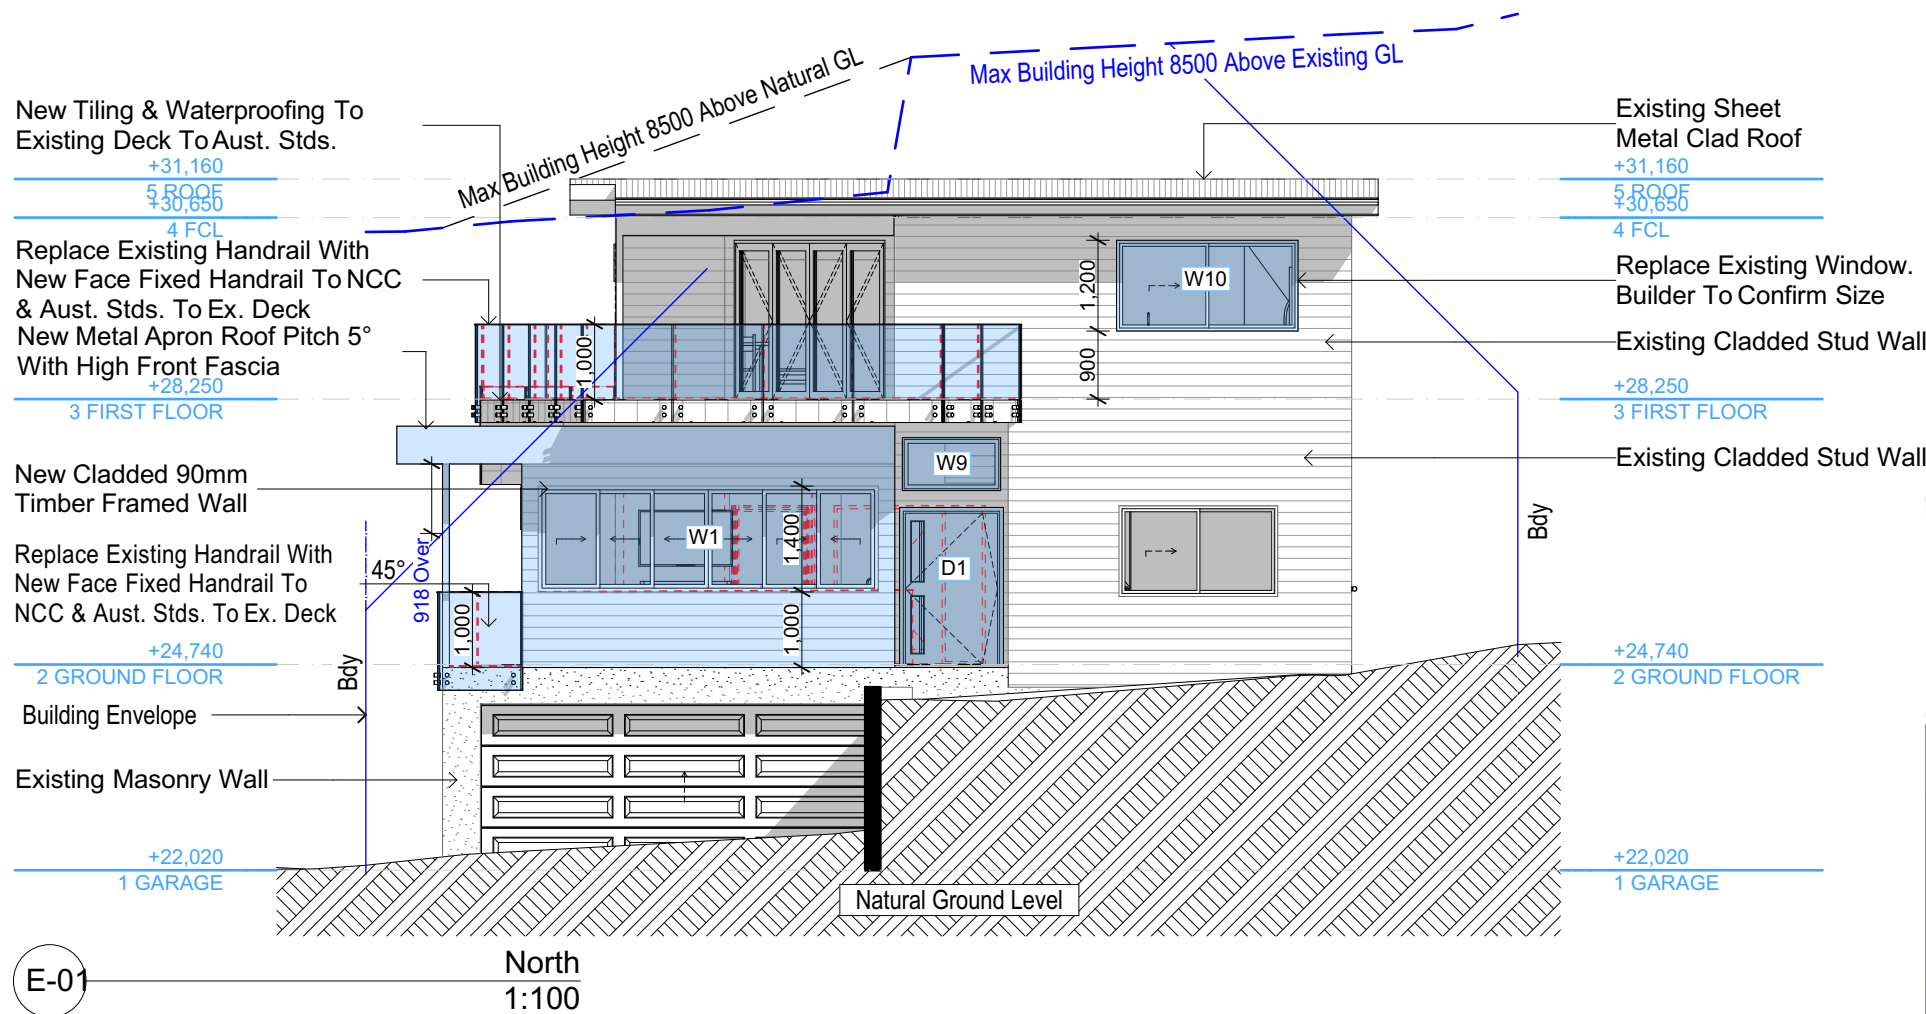 Max Building Height 8500 Above Natural GL
Max Building Height 8500 Above Existing GL
New Tiling & Waterproofing To
Existing Deck To Aust. Stds.
+31,160
5 ROOF
+30,650
4 FCL
Replace Existing Handrail With
New Face Fixed Handrail To NCC
& Aust. Stds. To Ex. Deck
New Metal Apron Roof Pitch 5°
With High Front Fascia
+28,250
3 FIRST FLOOR
New Cladded 90mm
Timber Framed Wall
Replace Existing Handrail With
New Face Fixed Handrail To
NCC & Aust. Stds. To Ex. Deck
+24,740
2 GROUND FLOOR
Building Envelope
Existing Masonry Wall
+22,020
1 GARAGE
Bdy
45°
918 Over
1,000
1,000
1,000
1,400
W1
W9
D1
1,200
900
W10
Existing Sheet
Metal Clad Roof
+31,160
5 ROOF
+30,650
4 FCL
Replace Existing Window.
Builder To Confirm Size
Existing Cladded Stud Wall
+28,250
3 FIRST FLOOR
Existing Cladded Stud Wall
Bdy
+24,740
2 GROUND FLOOR
+22,020
1 GARAGE
Natural Ground Level
E-01
North
1:100